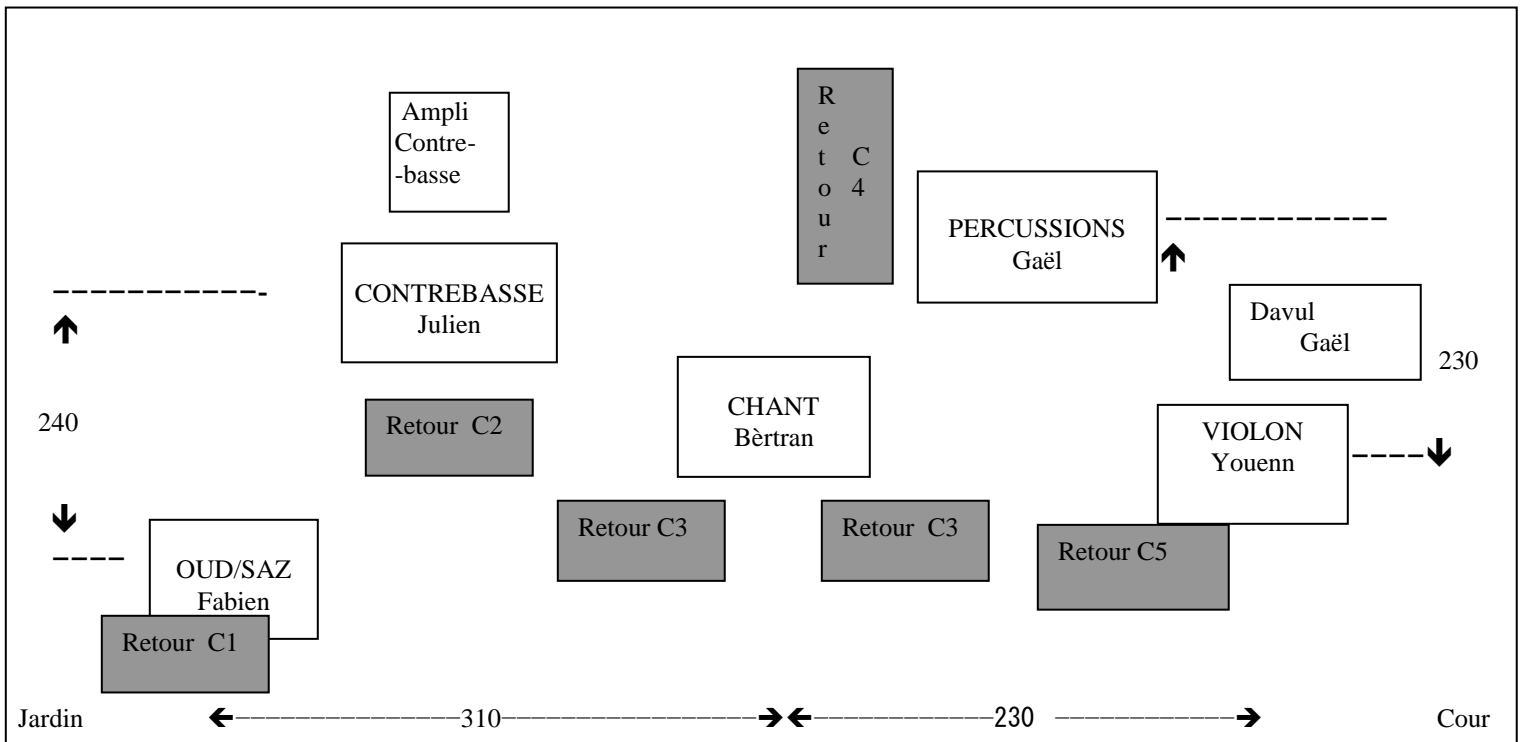 Ampli
Contre-
-basse
R
e
t
o
u
r
C
4
PERCUSSIONS
Gaël
CONTREBASSE
Julien
Davul
Gaël
230
240
Retour C2
CHANT
Bèrtran
VIOLON
Youenn
Retour C3
Retour C3
Retour C5
OUD/SAZ
Fabien
Retour C1
Jardin
310
230
Cour